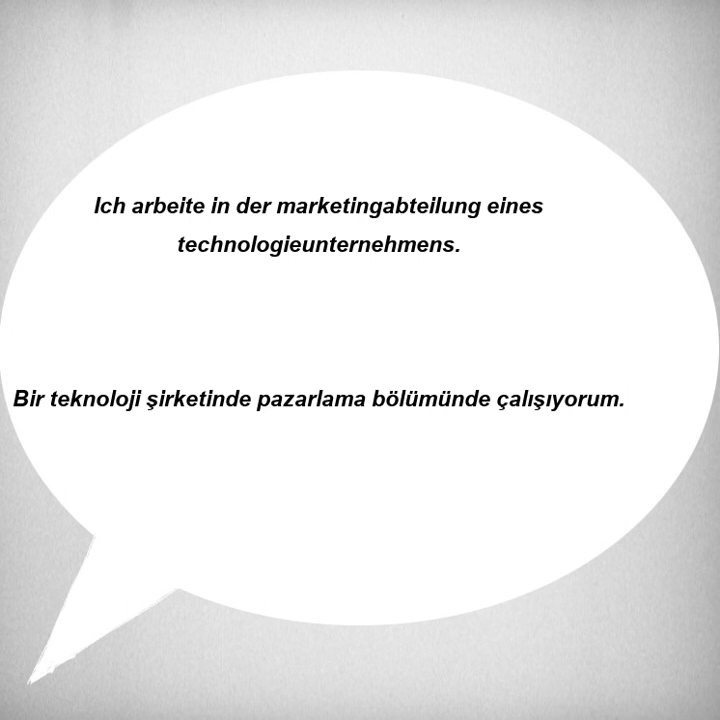 Ich arbeite in der marketingabteilung eines
technologieunternehmens.
Bir teknoloji şirketinde pazarlama bölümünde çalışıyorum.